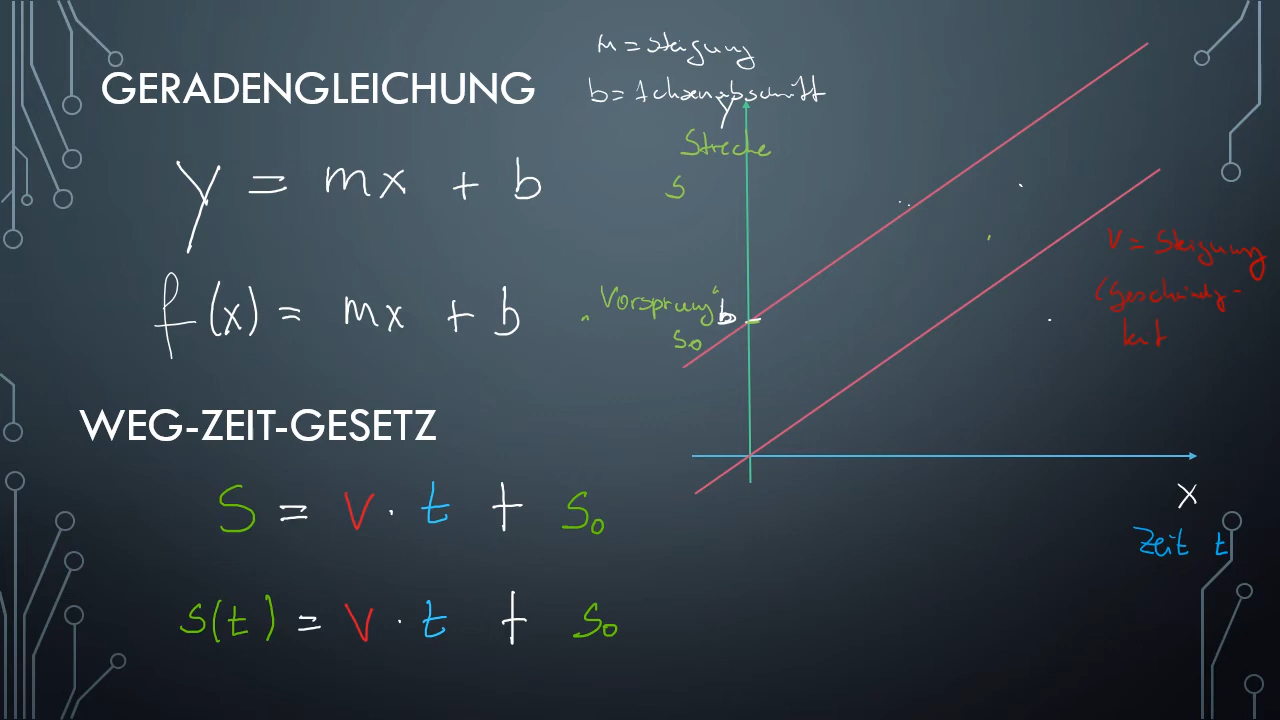 GERADENGLEICHUNG
y = mx + b
f(x) = mx + b
WEG-ZEIT-GESETZ
S = v · t + S₀
s(t) = v · t + S₀
m = Steigung
b = Achsenabschnitt
y
Strecke
S
"Vorsprung"
b
S₀
V = Steigung
(Geschwindig-
keit
x
Zeit t